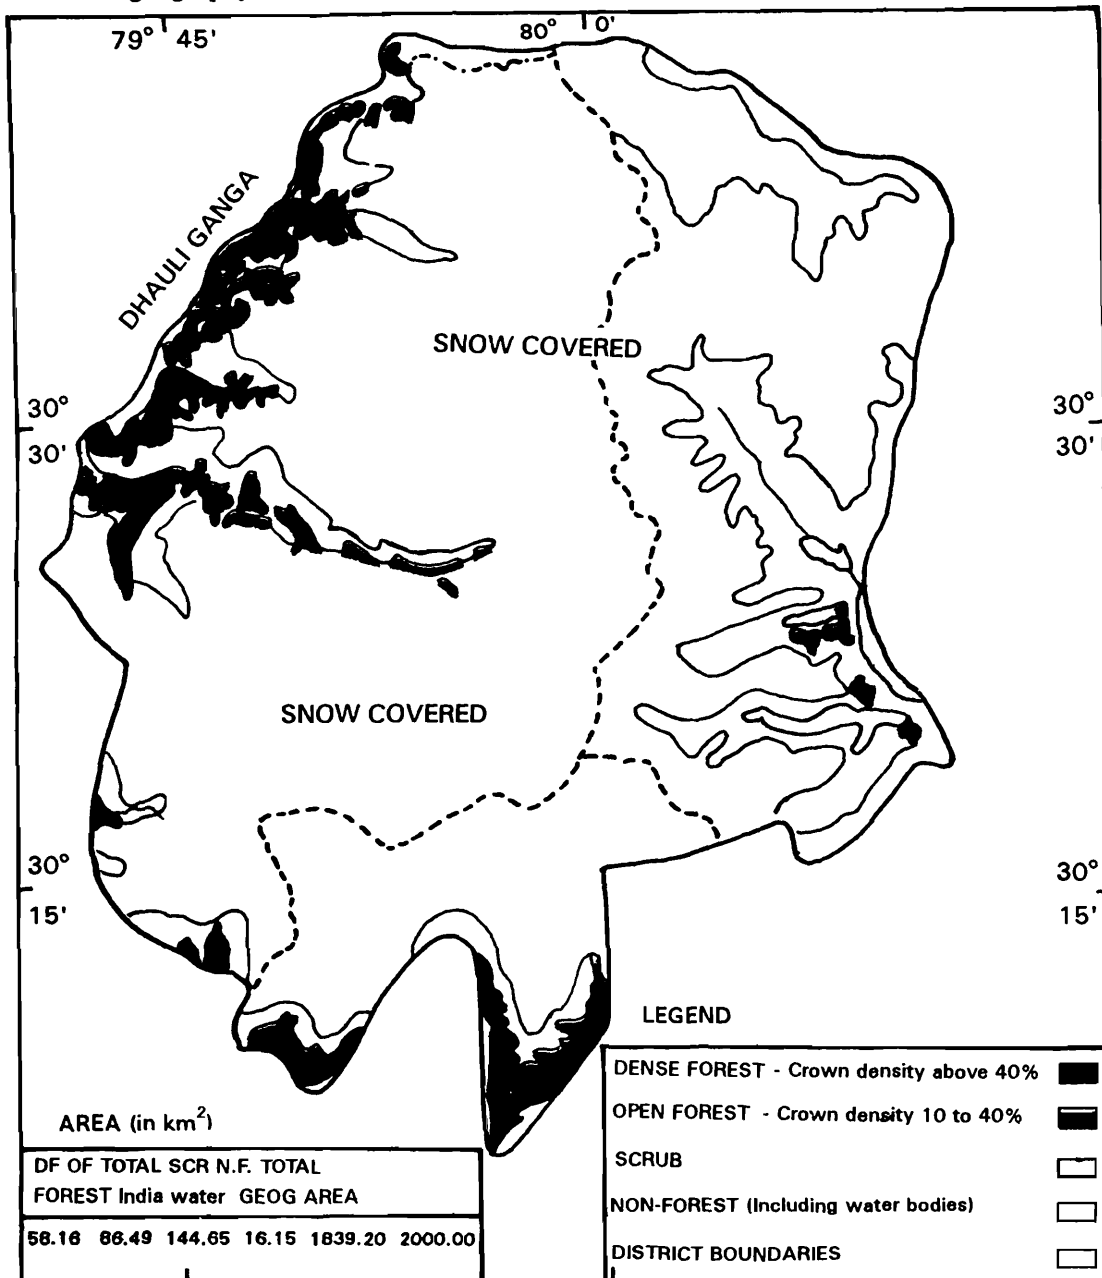 79° 45'
80° 0'
DHAULI GANGA
SNOW COVERED
30°
30'
30°
30'
SNOW COVERED
30°
15'
30°
15'
LEGEND
DENSE FOREST - Crown density above 40%
OPEN FOREST - Crown density 10 to 40%
SCRUB
NON-FOREST (Including water bodies)
DISTRICT BOUNDARIES
AREA (in km²)
DF OF TOTAL SCR N.F. TOTAL
FOREST India water GEOG AREA
58.16 86.49 144.65 16.15 1839.20 2000.00